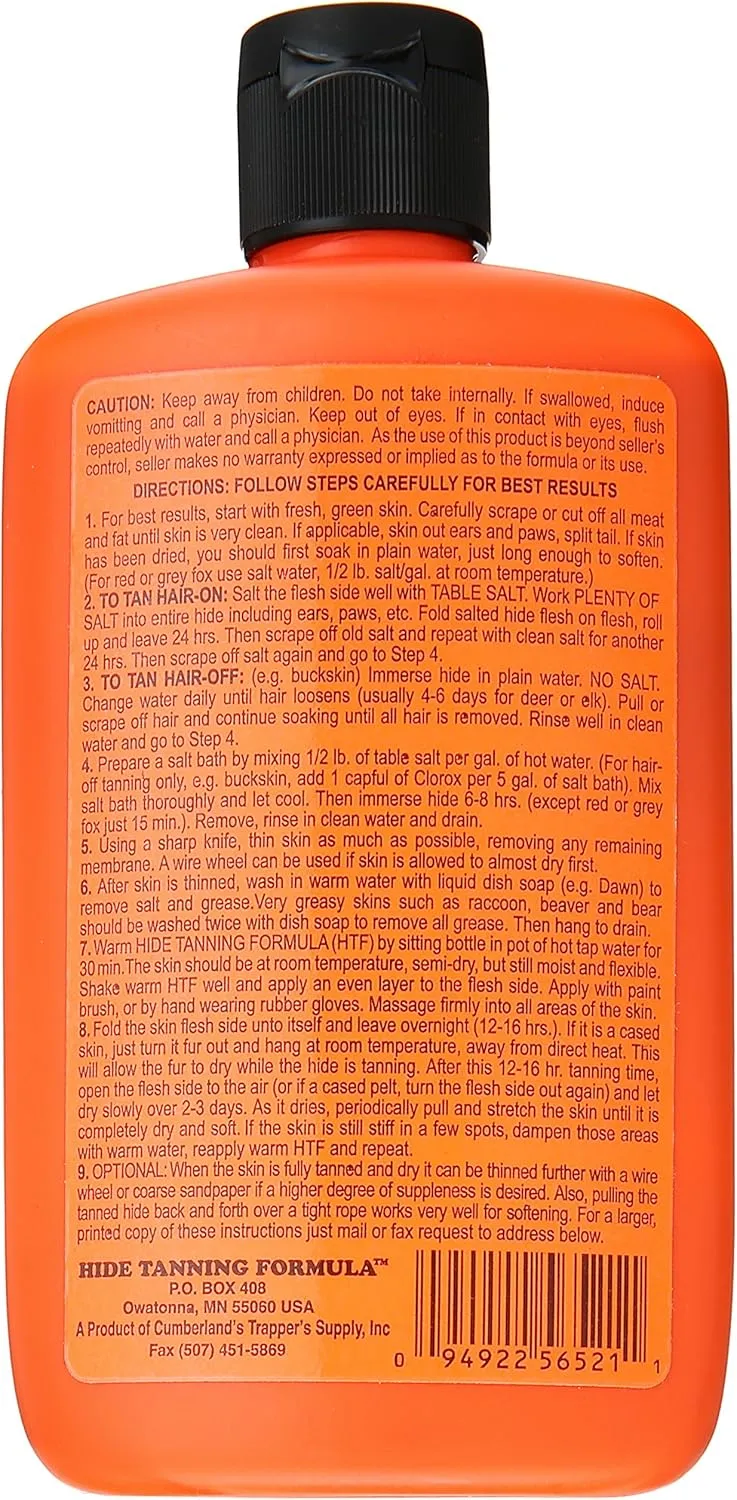 CAUTION: Keep away from children. Do not take internally. If swallowed, induce
vomitting and call a physician. Keep out of eyes. If in contact with eyes, flush
repeatedly with water and call a physician. As the use of this product is beyond seller's
control, seller makes no warranty expressed or implied as to the formula or its use.
DIRECTIONS: FOLLOW STEPS CAREFULLY FOR BEST RESULTS
1. For best results, start with fresh, green skin. Carefully scrape or cut off all meat
and fat until skin is very clean. If applicable, skin out ears and paws, split tail. If skin
has been dried, you should first soak in plain water, just long enough to soften.
(For red or grey fox use salt water, 1/2 lb. salt/gal. at room temperature.)
2. TO TAN HAIR-ON: Salt the flesh side well with TABLE SALT. Work PLENTY OF
SALT into entire hide including ears, paws, etc. Fold salted hide flesh on flesh, roll
up and leave 24 hrs. Then scrape off old salt and repeat with clean salt for another
24 hrs. Then scrape off salt again and go to Step 4.
3. TO TAN HAIR-OFF: (e.g. buckskin) Immerse hide in plain water. NO SALT.
Change water daily until hair loosens (usually 4-6 days for deer or elk). Pull or
scrape off hair and continue soaking until all hair is removed. Rinse well in clean
water and go to Step 4.
4. Prepare a salt bath by mixing 1/2 lb. of table salt per gal. of hot water. (For hair-
off tanning only, e.g. buckskin, add 1 capful of Clorox per 5 gal. of salt bath). Mix
salt bath thoroughly and let cool. Then immerse hide 6-8 hrs. (except red or grey
fox just 15 min.). Remove, rinse in clean water and drain.
5. Using a sharp knife, thin skin as much as possible, removing any remaining
membrane. A wire wheel can be used if skin is allowed to almost dry first.
6. After skin is thinned, wash in warm water with liquid dish soap (e.g. Dawn) to
remove salt and grease.Very greasy skins such as raccoon, beaver and bear
should be washed twice with dish soap to remove all grease. Then hang to drain.
7. Warm HIDE TANNING FORMULA (HTF) by sitting bottle in pot of hot tap water for
30 min.The skin should be at room temperature, semi-dry, but still moist and flexible.
Shake warm HTF well and apply an even layer to the flesh side. Apply with paint
brush, or by hand wearing rubber gloves. Massage firmly into all areas of the skin.
8. Fold the skin flesh side unto itself and leave overnight (12-16 hrs.). If it is a cased
skin, just turn it fur out and hang at room temperature, away from direct heat. This
will allow the fur to dry while the hide is tanning. After this 12-16 hr. tanning time,
open the flesh side to the air (or if a cased pelt, turn the flesh side out again) and let
dry slowly over 2-3 days. As it dries, periodically pull and stretch the skin until it is
completely dry and soft. If the skin is still stiff in a few spots, dampen those areas
with warm water, reapply warm HTF and repeat.
9. OPTIONAL: When the skin is fully tanned and dry it can be thinned further with a wire
wheel or coarse sandpaper if a higher degree of suppleness is desired. Also, pulling the
tanned hide back and forth over a tight rope works very well for softening. For a larger,
printed copy of these instructions just mail or fax request to address below.
HIDE TANNING FORMULA™
P.O. BOX 408
Owatonna, MN 55060 USA
A Product of Cumberland's Trapper's Supply, Inc
Fax (507) 451-5869
0 94922 56521 1